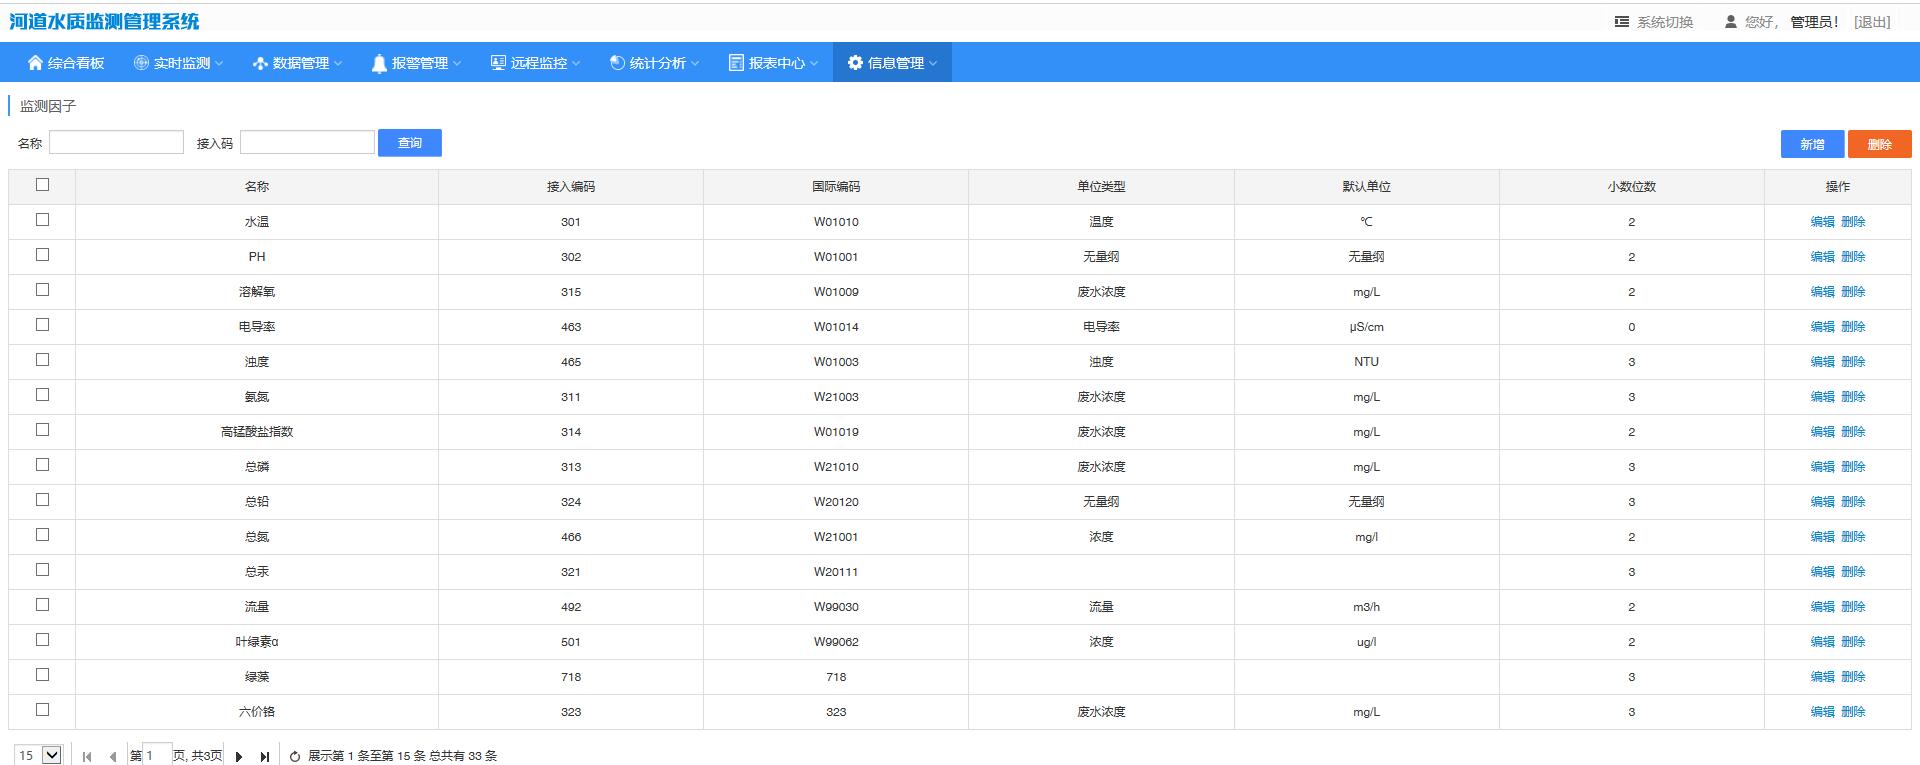 河道水质监测管理系统
系统切换 您好， 管理员！ [退出]
综合看板 实时监测 数据管理 报警管理 远程监控 统计分析 报表中心 信息管理
监测因子
名称 接入码 查询 新增 删除
名称 接入编码 国际编码 单位类型 默认单位 小数位数 操作
水温 301 W01010 温度 ℃ 2 编辑 删除
PH 302 W01001 无量纲 无量纲 2 编辑 删除
溶解氧 315 W01009 废水浓度 mg/L 2 编辑 删除
电导率 463 W01014 电导率 μS/cm 0 编辑 删除
浊度 465 W01003 浊度 NTU 3 编辑 删除
氨氮 311 W21003 废水浓度 mg/L 3 编辑 删除
高锰酸盐指数 314 W01019 废水浓度 mg/L 2 编辑 删除
总磷 313 W21010 废水浓度 mg/L 3 编辑 删除
总铅 324 W20120 无量纲 无量纲 3 编辑 删除
总氮 466 W21001 浓度 mg/l 2 编辑 删除
总汞 321 W20111 3 编辑 删除
流量 492 W99030 流量 m3/h 2 编辑 删除
叶绿素α 501 W99062 浓度 ug/l 2 编辑 删除
绿藻 718 718 3 编辑 删除
六价铬 323 323 废水浓度 mg/L 3 编辑 删除
15 第 1 页, 共3页 展示第 1 条至第 15 条 总共有 33 条